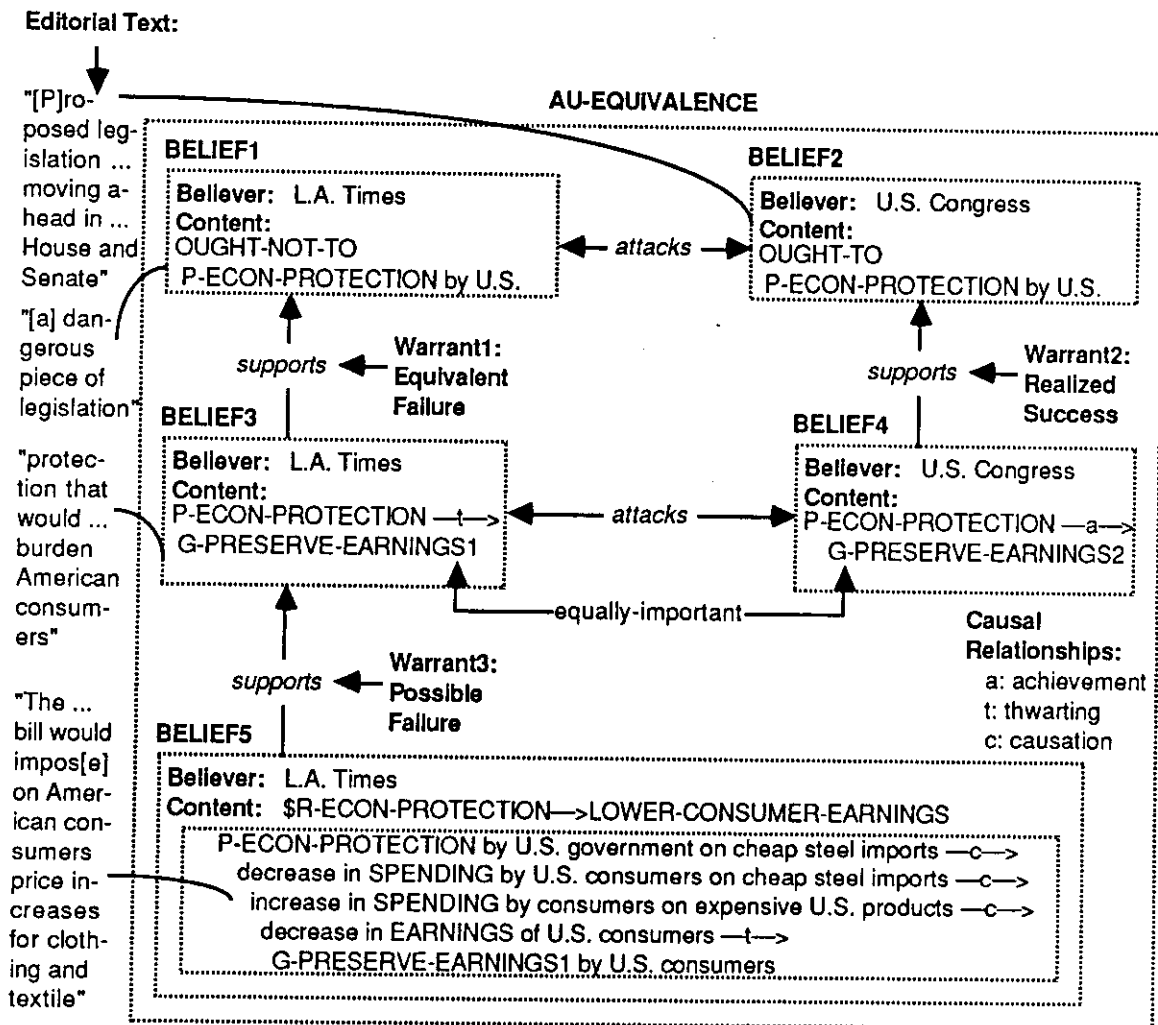 Editorial Text:
"[P]ro-
posed leg-
islation ...
moving a-
head in ...
House and
Senate"
"[a] dan-
gerous
piece of
legislation"
"protec-
tion that
would ...
burden
American
consum-
ers"
"The ...
bill would
impos[e]
on Amer-
ican con-
sumers
price in-
creases
for cloth-
ing and
textile"
AU-EQUIVALENCE
BELIEF1
Believer: L.A. Times
Content:
OUGHT-NOT-TO
P-ECON-PROTECTION by U.S.
attacks
BELIEF2
Believer: U.S. Congress
Content:
OUGHT-TO
P-ECON-PROTECTION by U.S.
supports
Warrant1:
Equivalent
Failure
supports
Warrant2:
Realized
Success
BELIEF3
Believer: L.A. Times
Content:
P-ECON-PROTECTION —t—>
G-PRESERVE-EARNINGS1
attacks
BELIEF4
Believer: U.S. Congress
Content:
P-ECON-PROTECTION —a—>
G-PRESERVE-EARNINGS2
equally-important
Causal
Relationships:
a: achievement
t: thwarting
c: causation
supports
Warrant3:
Possible
Failure
BELIEF5
Believer: L.A. Times
Content: $R-ECON-PROTECTION—>LOWER-CONSUMER-EARNINGS
P-ECON-PROTECTION by U.S. government on cheap steel imports —c—>
decrease in SPENDING by U.S. consumers on cheap steel imports —c—>
increase in SPENDING by consumers on expensive U.S. products —c—>
decrease in EARNINGS of U.S. consumers —t—>
G-PRESERVE-EARNINGS1 by U.S. consumers